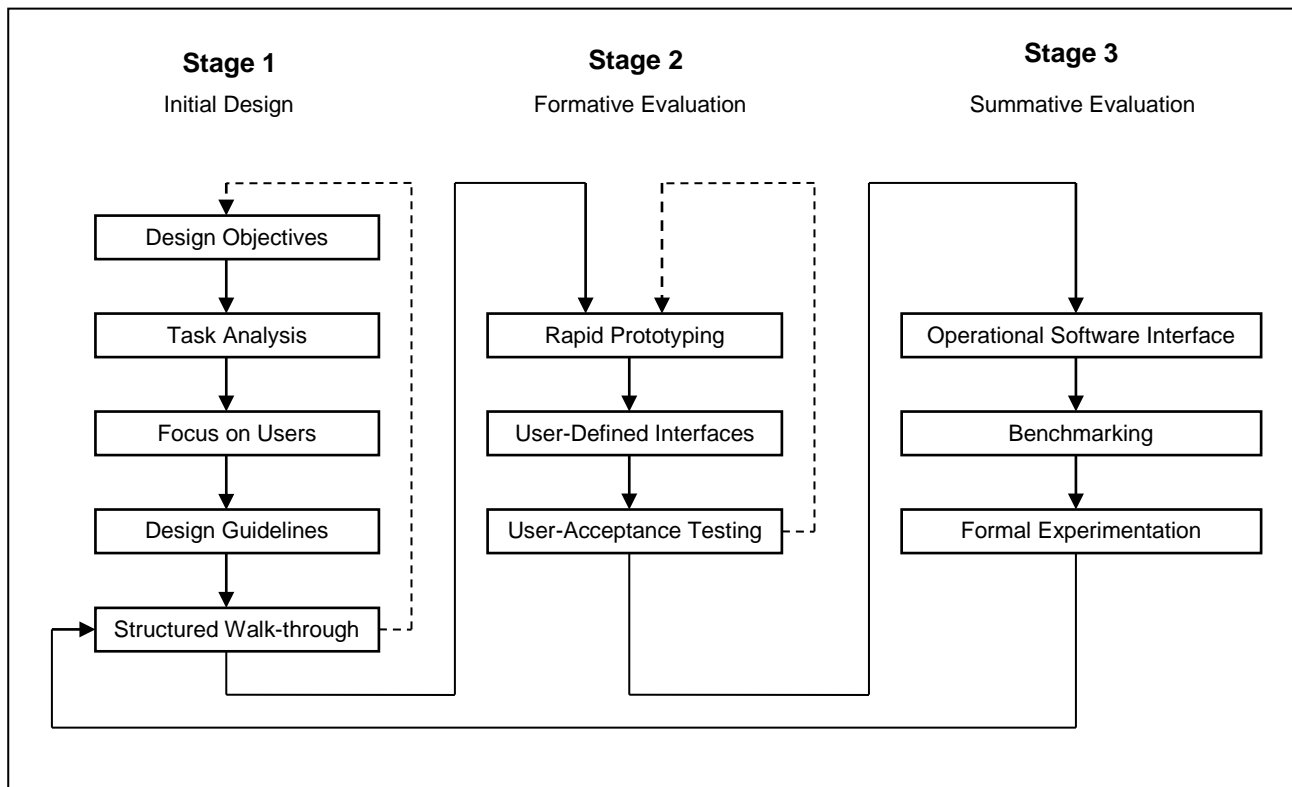 Stage 1
Initial Design
Design Objectives
Task Analysis
Focus on Users
Design Guidelines
Structured Walk-through
Stage 2
Formative Evaluation
Rapid Prototyping
User-Defined Interfaces
User-Acceptance Testing
Stage 3
Summative Evaluation
Operational Software Interface
Benchmarking
Formal Experimentation